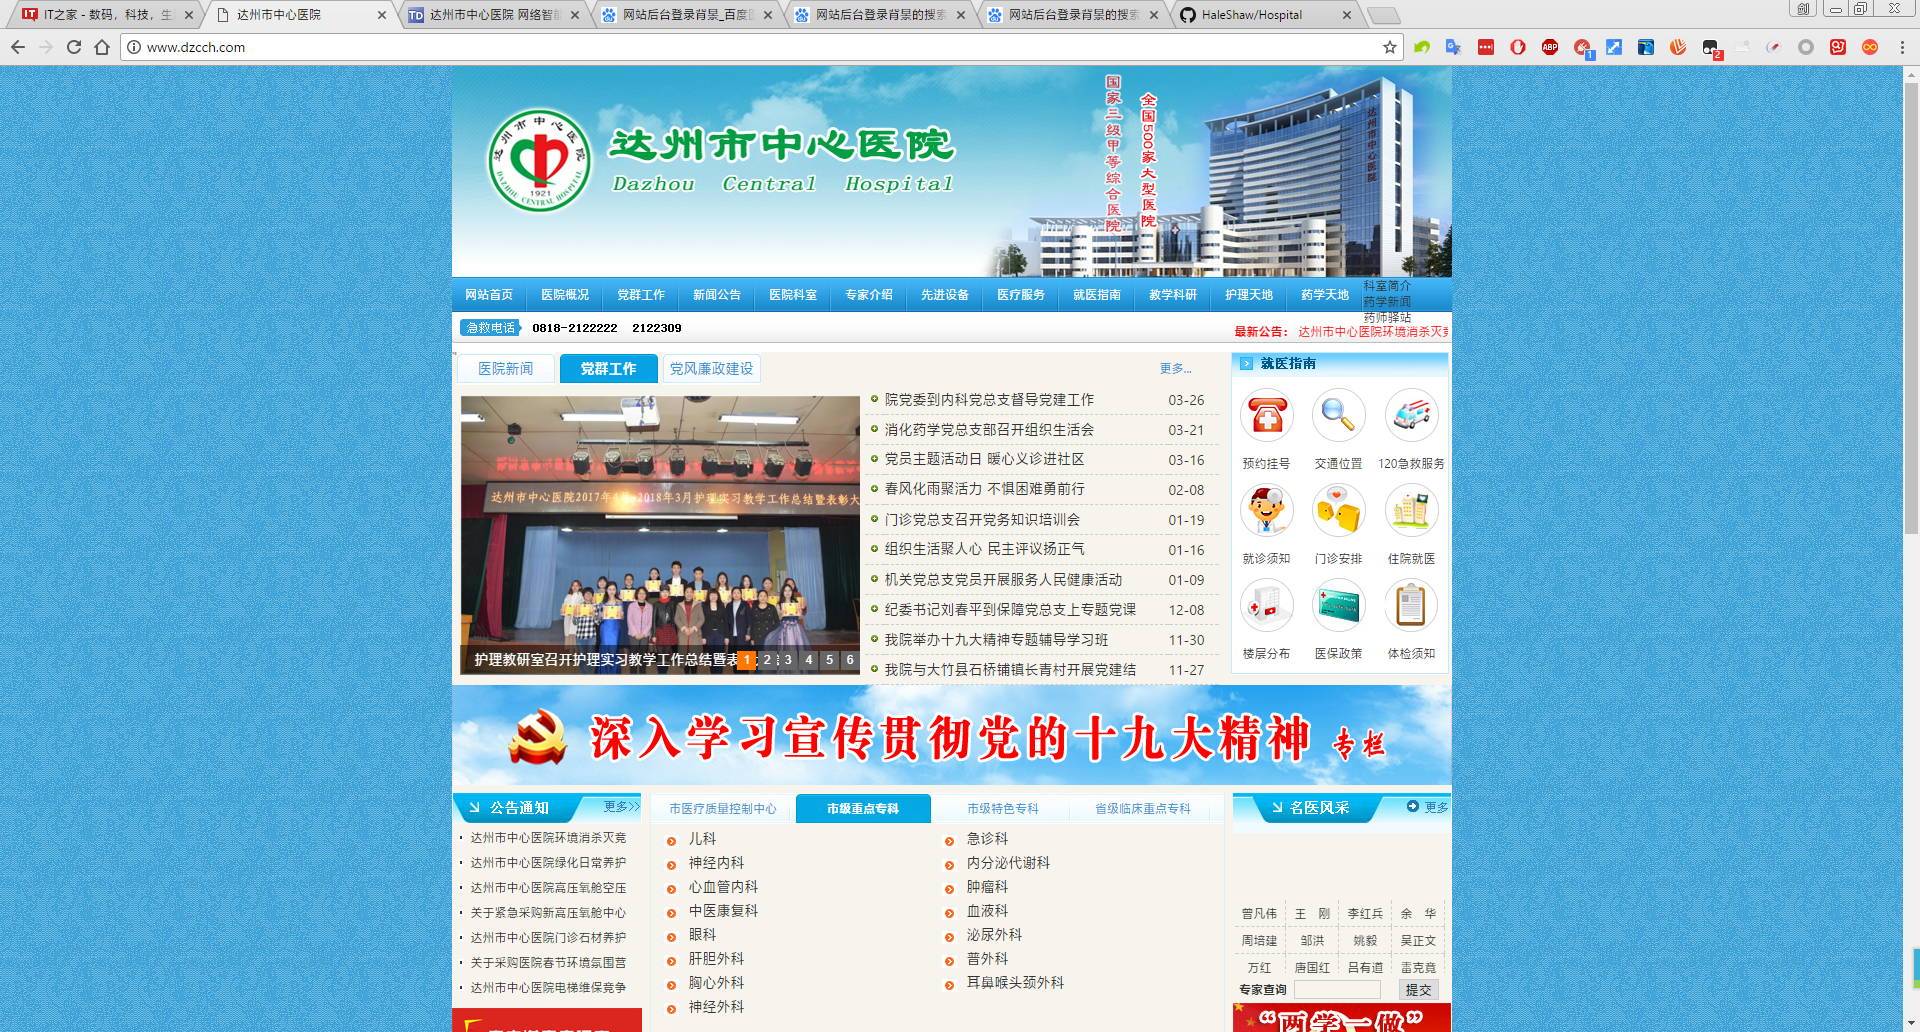 IT之家 - 数码，科技，生
达州市中心医院
达州市中心医院 网络智能
网站后台登录背景_百度图
网站后台登录背景的搜索
网站后台登录背景的搜索
HaleShaw/Hospital
www.dzcch.com
达州市中心医院
DAZHOU CENTRAL HOSPITAL
1921
达州市中心医院
Dazhou Central Hospital
国家三级甲等综合医院
全国500家大型医院
达州市中心医院
网站首页
医院概况
党群工作
新闻公告
医院科室
专家介绍
先进设备
医疗服务
就医指南
教学科研
护理天地
药学天地
科室简介
药学新闻
药师驿站
急救电话
0818-2122222 2122309
最新公告： 达州市中心医院环境消杀灭
医院新闻
党群工作
党风廉政建设
更多...
达州市中心医院2017年4月-2018年3月护理实习教学工作总结暨表彰大
护理教研室召开护理实习教学工作总结暨表
1 2 3 4 5 6
院党委到内科党总支督导党建工作 03-26
消化药学党总支部召开组织生活会 03-21
党员主题活动日 暖心义诊进社区 03-16
春风化雨聚活力 不惧困难勇前行 02-08
门诊党总支召开党务知识培训会 01-19
组织生活聚人心 民主评议扬正气 01-16
机关党总支党员开展服务人民健康活动 01-09
纪委书记刘春平到保障党总支上专题党课 12-08
我院举办十九大精神专题辅导学习班 11-30
我院与大竹县石桥铺镇长青村开展党建结 11-27
就医指南
预约挂号 交通位置 120急救服务
就诊须知 门诊安排 住院就医
楼层分布 医保政策 体检须知
深入学习宣传贯彻党的十九大精神 专栏
公告通知
更多>>
达州市中心医院环境消杀灭竞
达州市中心医院绿化日常养护
达州市中心医院高压氧舱空压
关于紧急采购新高压氧舱中心
达州市中心医院门诊石材养护
关于采购医院春节环境氛围营
达州市中心医院电梯维保竞争
市医疗质量控制中心
市级重点专科
市级特色专科
省级临床重点专科
儿科
神经内科
心血管内科
中医康复科
眼科
肝胆外科
胸心外科
神经外科
急诊科
内分泌代谢科
肿瘤科
血液科
泌尿外科
普外科
耳鼻喉头颈外科
名医风采
更多
曾凡伟 王 刚 李红兵 余 华
周培建 邹洪 姚毅 吴正文
万红 唐国红 吕有道 雷克竟
专家查询
提交
“两学一做”